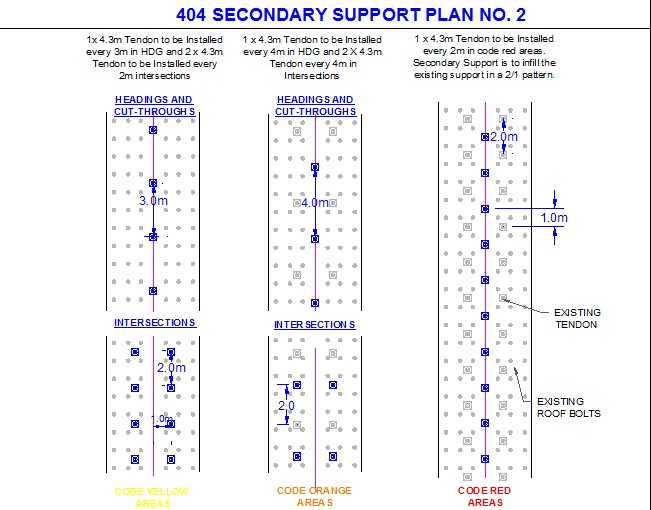 404 SECONDARY SUPPORT PLAN NO. 2
1 x 4.3m Tendon to be Installed
every 3m in HDG and 2 x 4.3m
Tendon to be Installed every
2m intersections
1 x 4.3m Tendon to be Installed
every 4m in HDG and 2 X 4.3m
Tendon every 4m in
Intersections
1 x 4.3m Tendon to be Installed
every 2m in code red areas.
Secondary Support is to infill the
existing support in a 2/1 pattern.
HEADINGS AND
CUT-THROUGHS
HEADINGS AND
CUT-THROUGHS
3.0m
4.0m
2.0m
1.0m
EXISTING
TENDON
EXISTING
ROOF BOLTS
INTERSECTIONS
INTERSECTIONS
2.0m
1.0m
2.0
CODE YELLOW
AREAS
CODE ORANGE
AREAS
CODE RED
AREAS